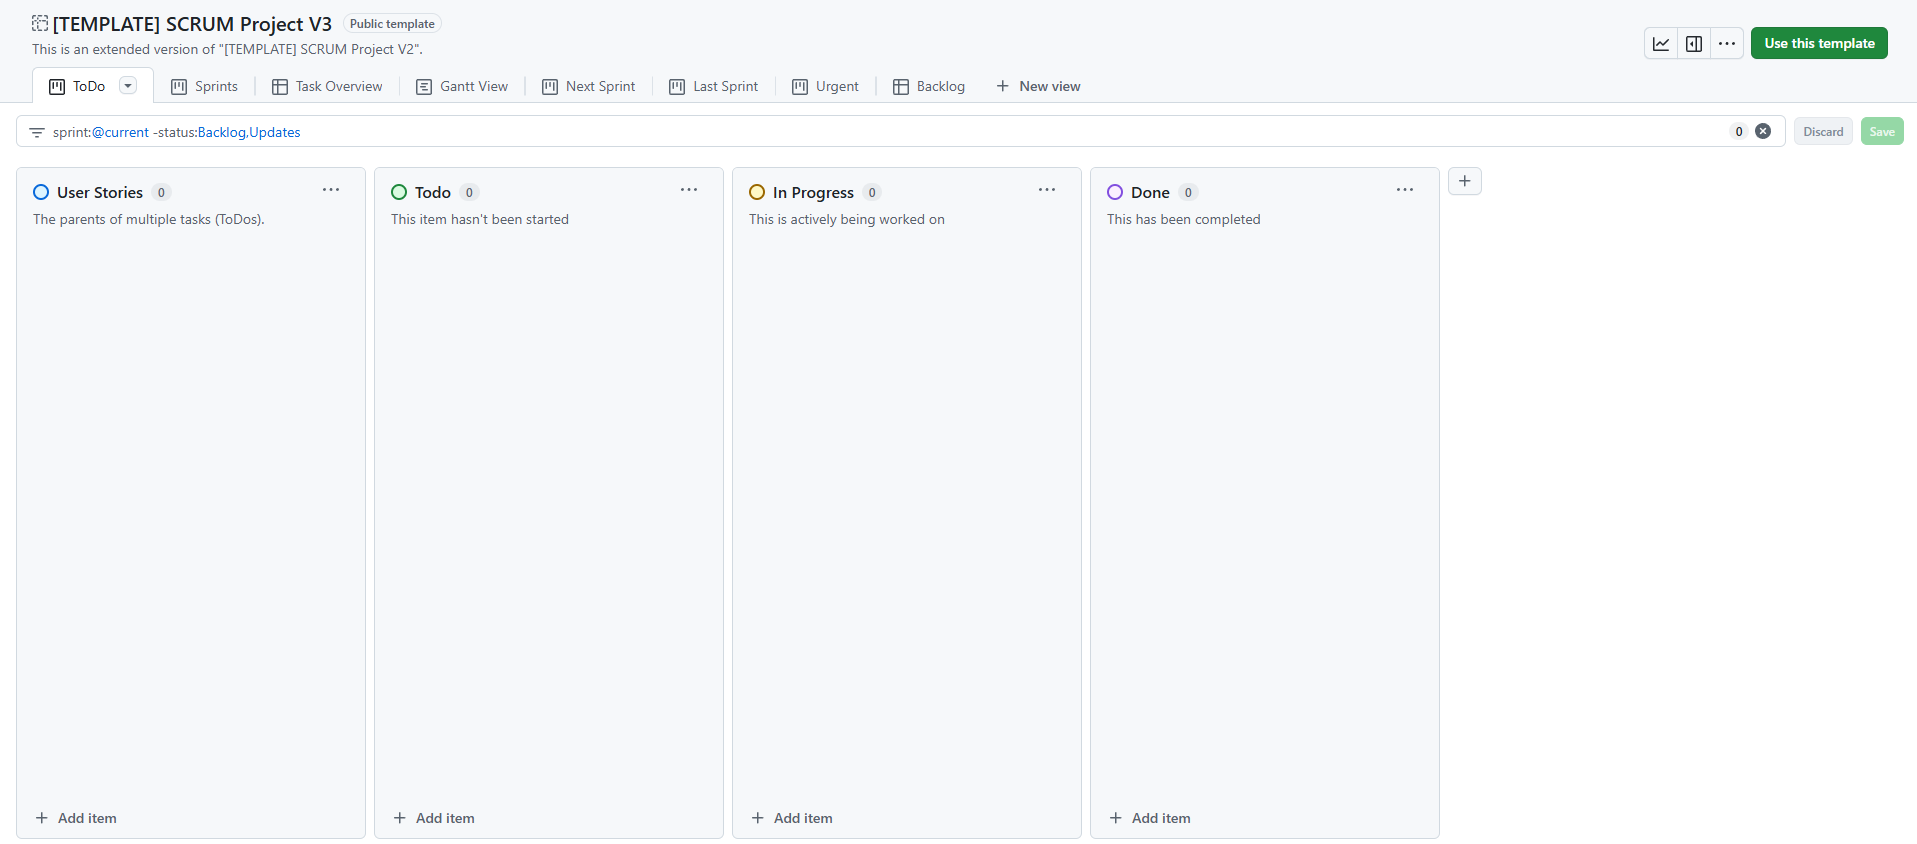 [TEMPLATE] SCRUM Project V3 Public template
This is an extended version of "[TEMPLATE] SCRUM Project V2".
Use this template
ToDo Sprints Task Overview Gantt View Next Sprint Last Sprint Urgent Backlog New view
sprint:@current -status:Backlog,Updates 0 Discard Save
User Stories 0
The parents of multiple tasks (ToDos).
Add item
Todo 0
This item hasn't been started
Add item
In Progress 0
This is actively being worked on
Add item
Done 0
This has been completed
Add item